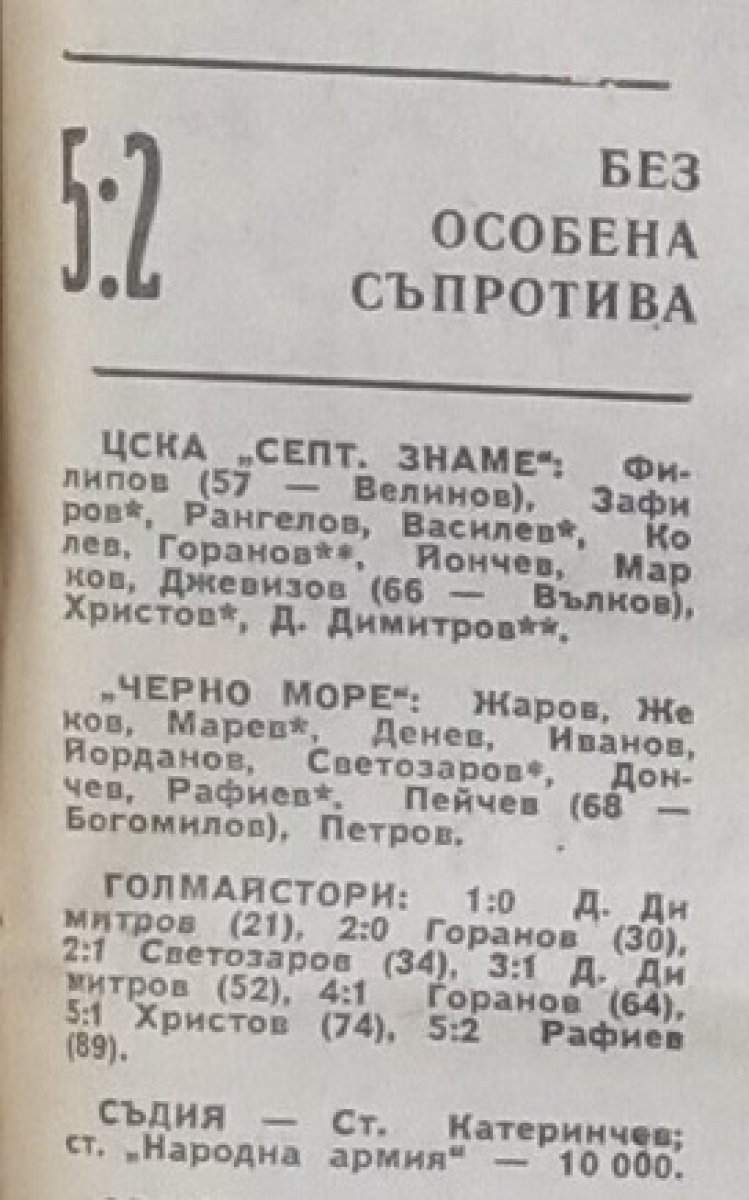 5:2
БЕЗ
ОСОБЕНА
СЪПРОТИВА
ЦСКА „СЕПТ. ЗНАМЕ“: Фи-
липов (57 — Велинов), Зафи
ров*, Рангелов, Василев*, Ко
лев, Горанов**, Йончев, Мар
ков, Джевизов (66 — Вълков),
Христов*, Д. Димитров**.
„ЧЕРНО МОРЕ“: Жаров, Же
ков, Марев*, Денев, Иванов,
Йорданов, Светозаров*, Дон-
чев, Рафиев*, Пейчев (68 —
Богомилов), Петров.
ГОЛМАЙСТОРИ: 1:0 Д. Ди
митров (21), 2:0 Горанов (30),
2:1 Светозаров (34), 3:1 Д. Ди
митров (52), 4:1 Горанов (64),
5:1 Христов (74), 5:2 Рафиев
(89).
СЪДИЯ — Ст. Катеринчев;
ст. „Народна армия“ — 10 000.